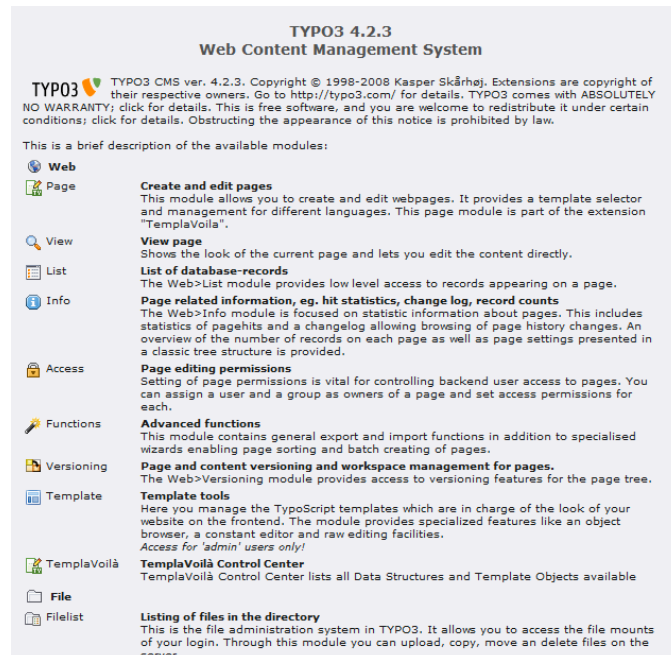 TYPO3 4.2.3
Web Content Management System
TYPO3
TYPO3 CMS ver. 4.2.3. Copyright © 1998-2008 Kasper Skårhøj. Extensions are copyright of
their respective owners. Go to http://typo3.com/ for details. TYPO3 comes with ABSOLUTELY
NO WARRANTY; click for details. This is free software, and you are welcome to redistribute it under certain
conditions; click for details. Obstructing the appearance of this notice is prohibited by law.
This is a brief description of the available modules:
Web
Page
Create and edit pages
This module allows you to create and edit webpages. It provides a template selector
and management for different languages. This page module is part of the extension
"TemplaVoila".
View
View page
Shows the look of the current page and lets you edit the content directly.
List
List of database-records
The Web>List module provides low level access to records appearing on a page.
Info
Page related information, eg. hit statistics, change log, record counts
The Web>Info module is focused on statistic information about pages. This includes
statistics of pagehits and a changelog allowing browsing of page history changes. An
overview of the number of records on each page as well as page settings presented in
a classic tree structure is provided.
Access
Page editing permissions
Setting of page permissions is vital for controlling backend user access to pages. You
can assign a user and a group as owners of a page and set access permissions for
each.
Functions
Advanced functions
This module contains general export and import functions in addition to specialised
wizards enabling page sorting and batch creating of pages.
Versioning
Page and content versioning and workspace management for pages.
The Web>Versioning module provides access to versioning features for the page tree.
Template
Template tools
Here you manage the TypoScript templates which are in charge of the look of your
website on the frontend. The module provides specialized features like an object
browser, a constant editor and raw editing facilities.
Access for 'admin' users only!
TemplaVoilà
TemplaVoilà Control Center
TemplaVoilà Control Center lists all Data Structures and Template Objects available
File
Filelist
Listing of files in the directory
This is the file administration system in TYPO3. It allows you to access the file mounts
of your login. Through this module you can upload, copy, move an delete files on the